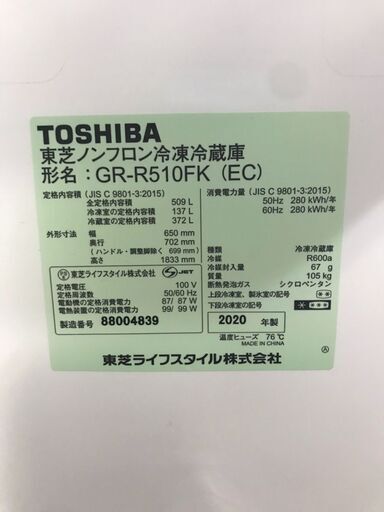 TOSHIBA
東芝ノンフロン冷凍冷蔵庫
形名：GR-R510FK（EC）
定格内容積（JIS C 9801-3:2015）
全定格内容積 509 L
冷凍室の定格内容積 137 L
冷蔵室の定格内容積 372 L
外形寸法 幅 650 mm
奥行 702 mm
（ハンドル・調整脚除く 699 mm）
高さ 1833 mm
消費電力量（JIS C 9801-3:2015）
50Hz 280 kWh/年
60Hz 280 kWh/年
東芝ライフスタイル株式会社
S-JET
定格電圧 100 V
定格周波数 50/60 Hz
電動機の定格消費電力 87/ 87 W
電熱装置の定格消費電力 99/ 99 W
製造番号 88004839
種類 冷凍冷蔵庫
冷媒 R600a
冷媒封入量 67 g
質量 105 kg
断熱発泡ガス シクロペンタン
上段冷凍室、製氷室の記号
下段冷凍室の記号
2020 年製
温度ヒューズ 76℃
MADE IN CHINA
東芝ライフスタイル株式会社
Ⓐ